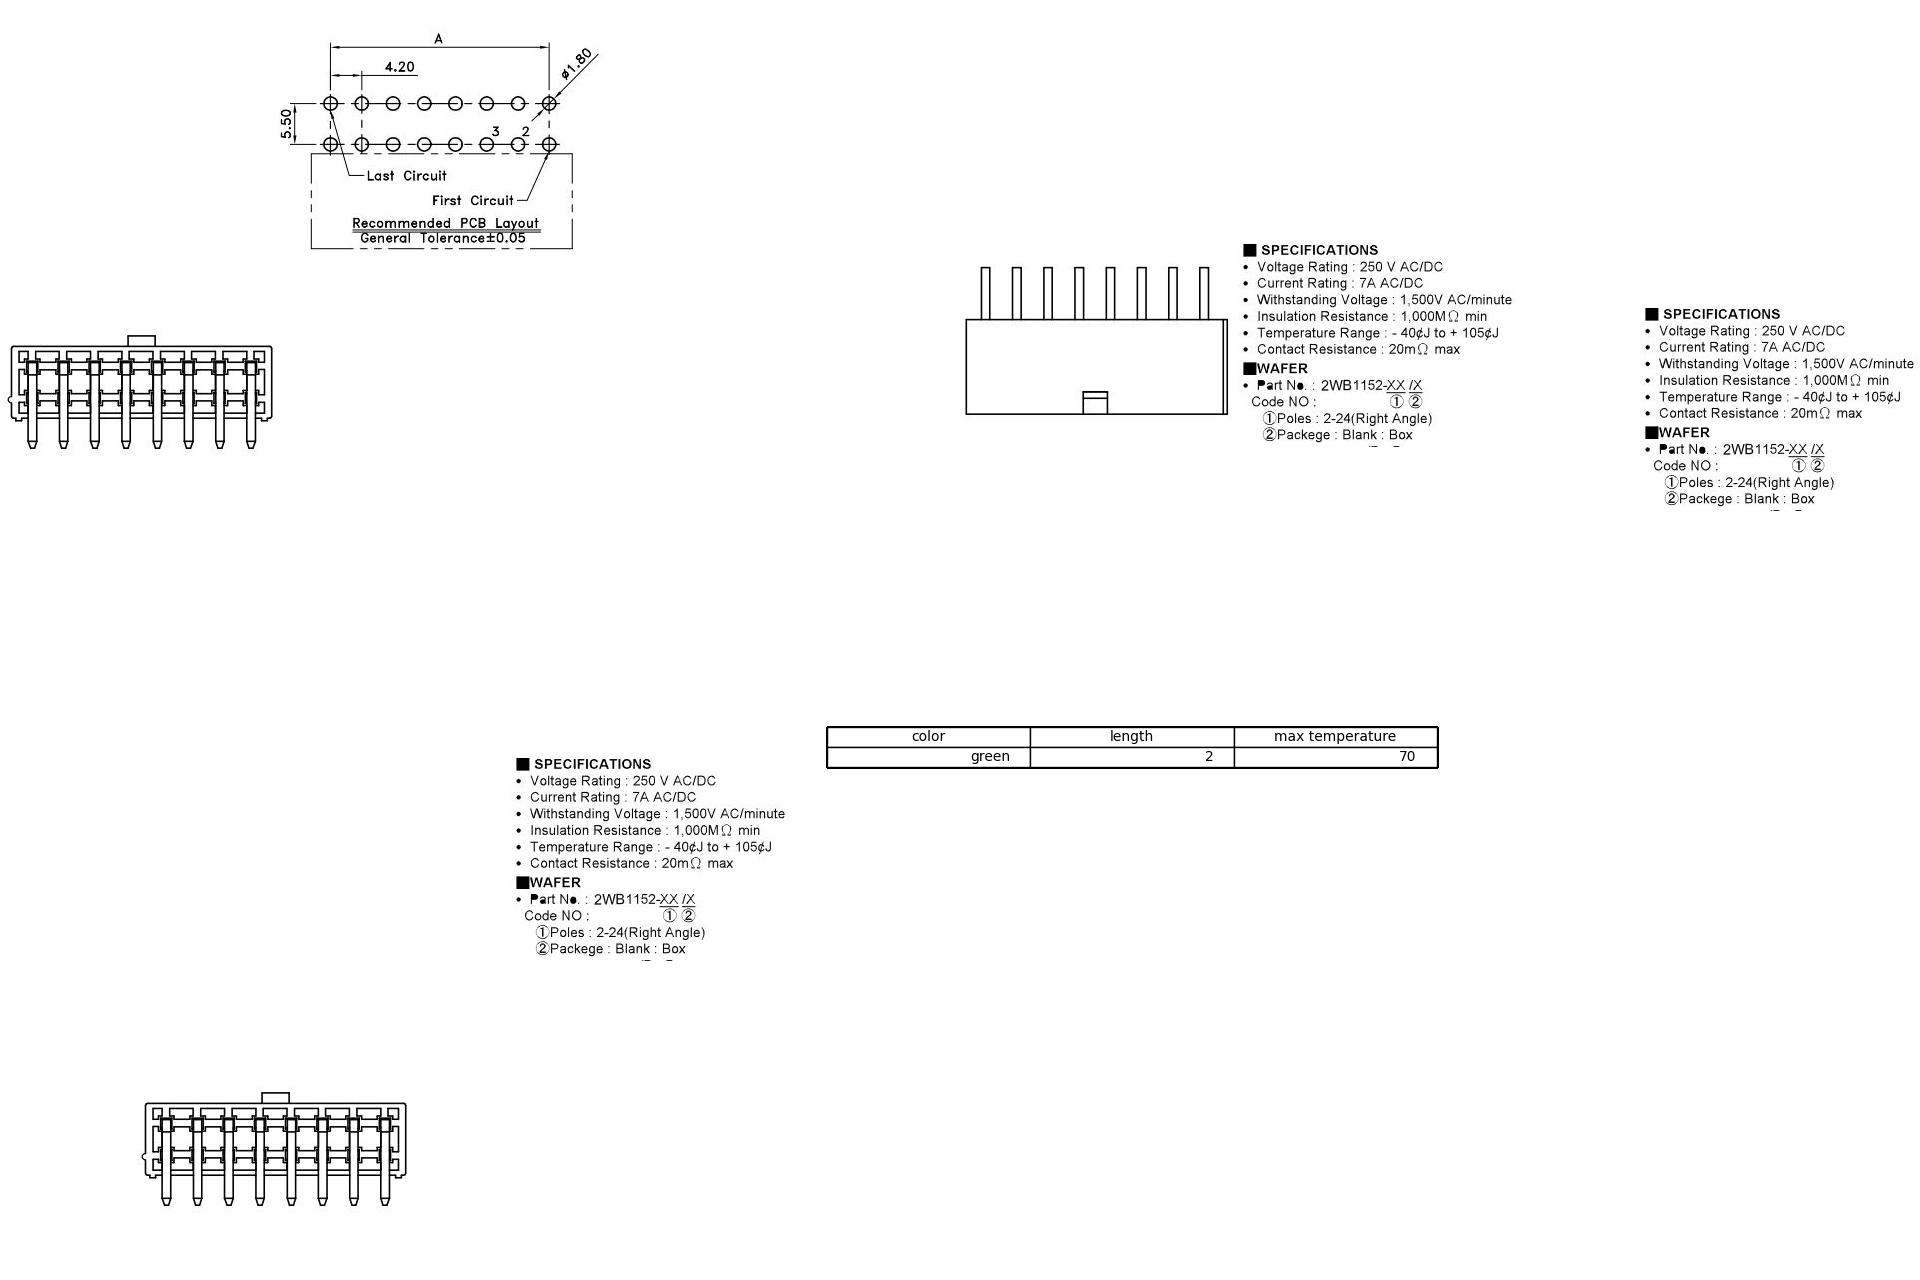 A
4.20
ø1.80
5.50
3 2
Last Circuit
First Circuit
Recommended PCB Layout
General Tolerance±0.05
■ SPECIFICATIONS
• Voltage Rating : 250 V AC/DC
• Current Rating : 7A AC/DC
• Withstanding Voltage : 1,500V AC/minute
• Insulation Resistance : 1,000MΩ min
• Temperature Range : - 40¢J to + 105¢J
• Contact Resistance : 20mΩ max
■WAFER
• Part No. : 2WB1152-XX /X
Code NO : ① ②
①Poles : 2-24(Right Angle)
②Packege : Blank : Box
■ SPECIFICATIONS
• Voltage Rating : 250 V AC/DC
• Current Rating : 7A AC/DC
• Withstanding Voltage : 1,500V AC/minute
• Insulation Resistance : 1,000MΩ min
• Temperature Range : - 40¢J to + 105¢J
• Contact Resistance : 20mΩ max
■WAFER
• Part No. : 2WB1152-XX /X
Code NO : ① ②
①Poles : 2-24(Right Angle)
②Packege : Blank : Box
color length max temperature
green 2 70
■ SPECIFICATIONS
• Voltage Rating : 250 V AC/DC
• Current Rating : 7A AC/DC
• Withstanding Voltage : 1,500V AC/minute
• Insulation Resistance : 1,000MΩ min
• Temperature Range : - 40¢J to + 105¢J
• Contact Resistance : 20mΩ max
■WAFER
• Part No. : 2WB1152-XX /X
Code NO : ① ②
①Poles : 2-24(Right Angle)
②Packege : Blank : Box